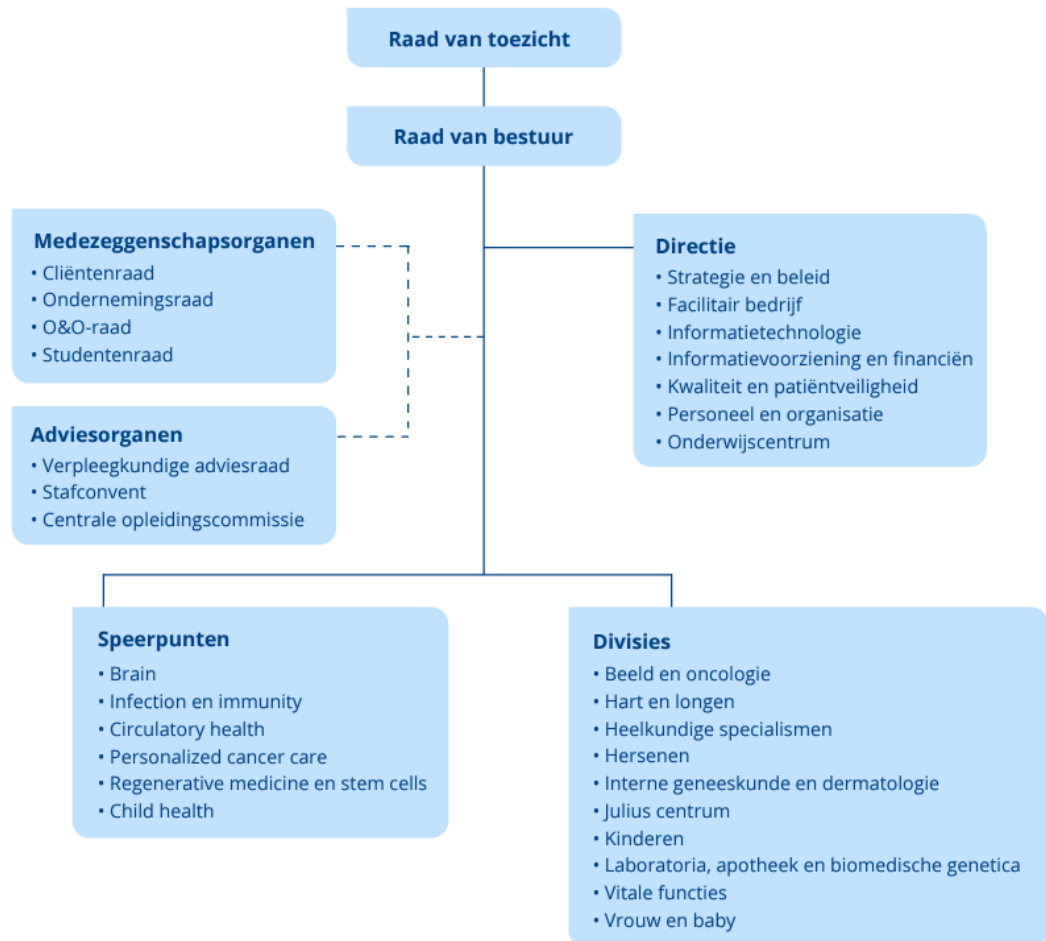 Raad van toezicht
Raad van bestuur
Medezeggenschapsorganen
• Cliëntenraad
• Ondernemingsraad
• O&O-raad
• Studentenraad
Directie
• Strategie en beleid
• Facilitair bedrijf
• Informatietechnologie
• Informatievoorziening en financiën
• Kwaliteit en patiëntveiligheid
• Personeel en organisatie
• Onderwijscentrum
Adviesorganen
• Verpleegkundige adviesraad
• Stafconvent
• Centrale opleidingscommissie
Speerpunten
• Brain
• Infection en immunity
• Circulatory health
• Personalized cancer care
• Regenerative medicine en stem cells
• Child health
Divisies
• Beeld en oncologie
• Hart en longen
• Heelkundige specialismen
• Hersenen
• Interne geneeskunde en dermatologie
• Julius centrum
• Kinderen
• Laboratoria, apotheek en biomedische genetica
• Vitale functies
• Vrouw en baby